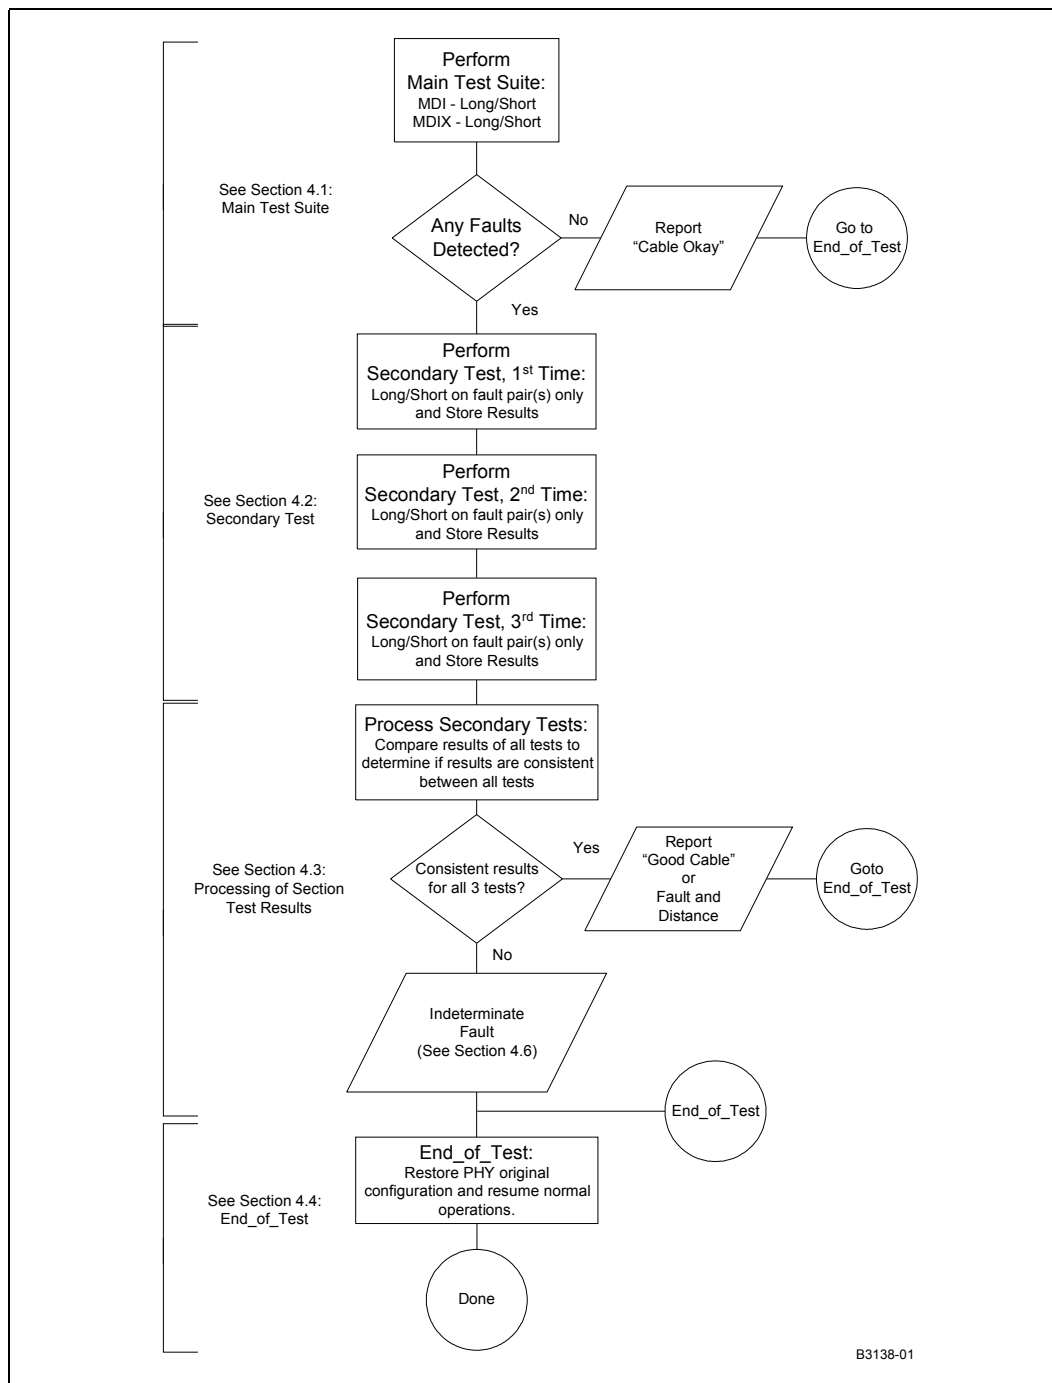 Perform
Main Test Suite:
MDI - Long/Short
MDIX - Long/Short
See Section 4.1:
Main Test Suite
Any Faults
Detected?
No
Report
“Cable Okay”
Go to
End_of_Test
Yes
Perform
Secondary Test, 1st Time:
Long/Short on fault pair(s) only
and Store Results
See Section 4.2:
Secondary Test
Perform
Secondary Test, 2nd Time:
Long/Short on fault pair(s) only
and Store Results
Perform
Secondary Test, 3rd Time:
Long/Short on fault pair(s) only
and Store Results
Process Secondary Tests:
Compare results of all tests to
determine if results are consistent
between all tests
See Section 4.3:
Processing of Section
Test Results
Consistent results
for all 3 tests?
Yes
Report
“Good Cable”
or
Fault and
Distance
Goto
End_of_Test
No
Indeterminate
Fault
(See Section 4.6)
End_of_Test
See Section 4.4:
End_of_Test
End_of_Test:
Restore PHY original
configuration and resume normal
operations.
Done
B3138-01